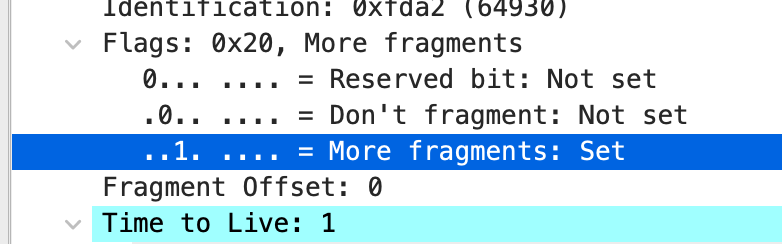 Identification: 0xfda2 (64930)
Flags: 0x20, More fragments
0... .... = Reserved bit: Not set
.0.. .... = Don't fragment: Not set
..1. .... = More fragments: Set
Fragment Offset: 0
Time to Live: 1